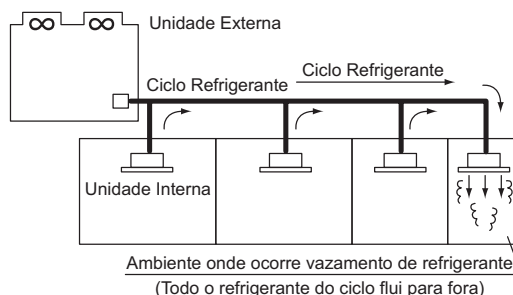 Unidade Externa
Ciclo Refrigerante
Ciclo Refrigerante
Unidade Interna
Ambiente onde ocorre vazamento de refrigerante
(Todo o refrigerante do ciclo flui para fora)